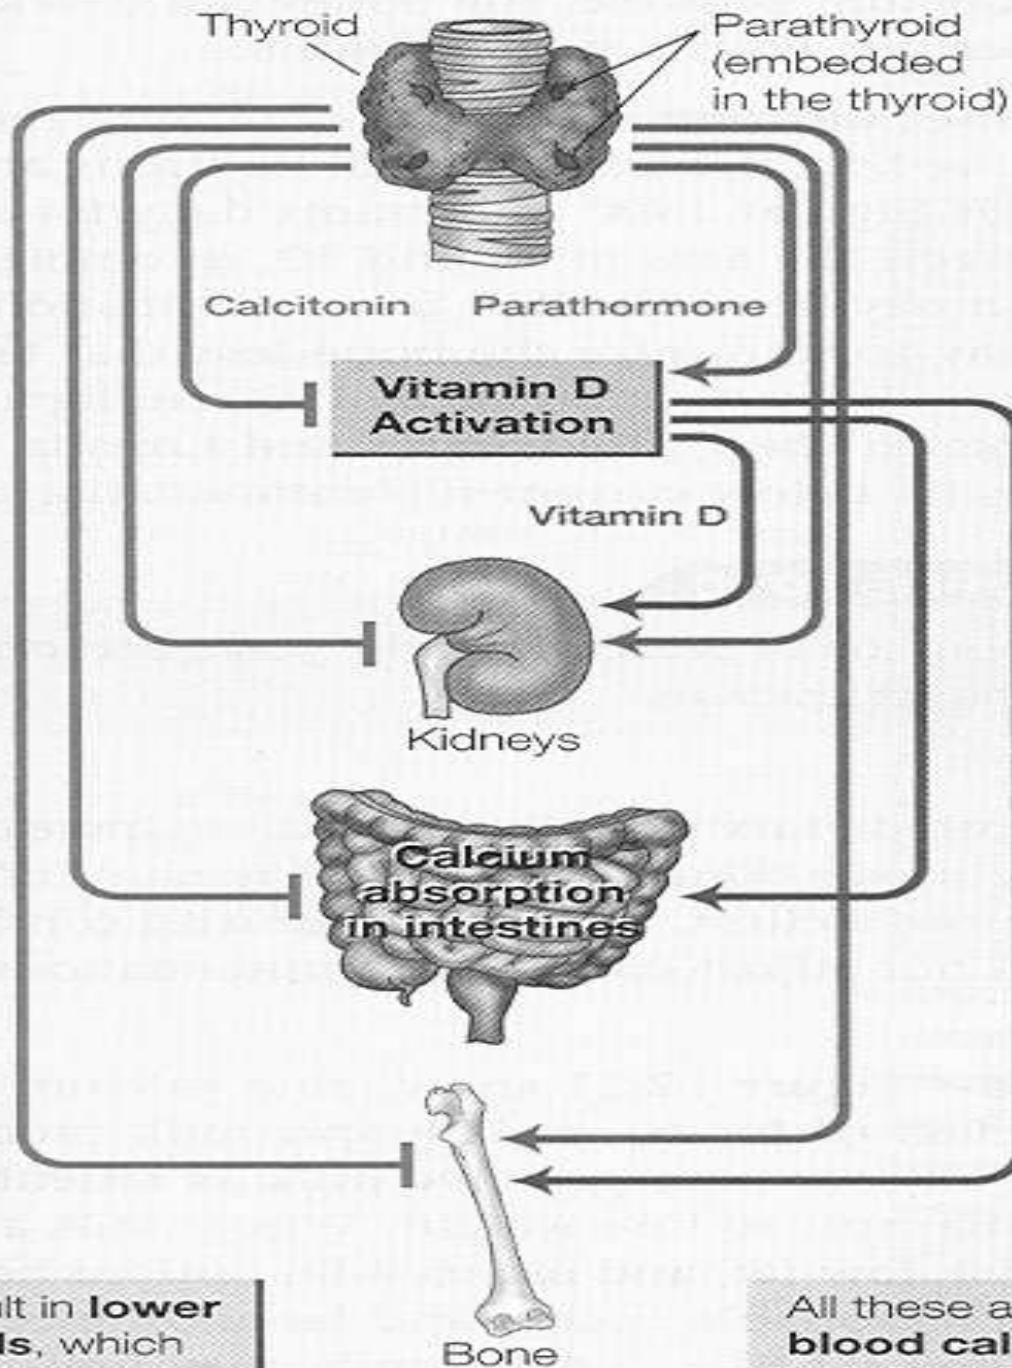 Thyroid
Parathyroid
(embedded
in the thyroid)
Calcitonin
Parathormone
Vitamin D
Activation
Vitamin D
Kidneys
Calcium
absorption
in intestines
Bone
lt in lower
ls, which
All these a
blood cal